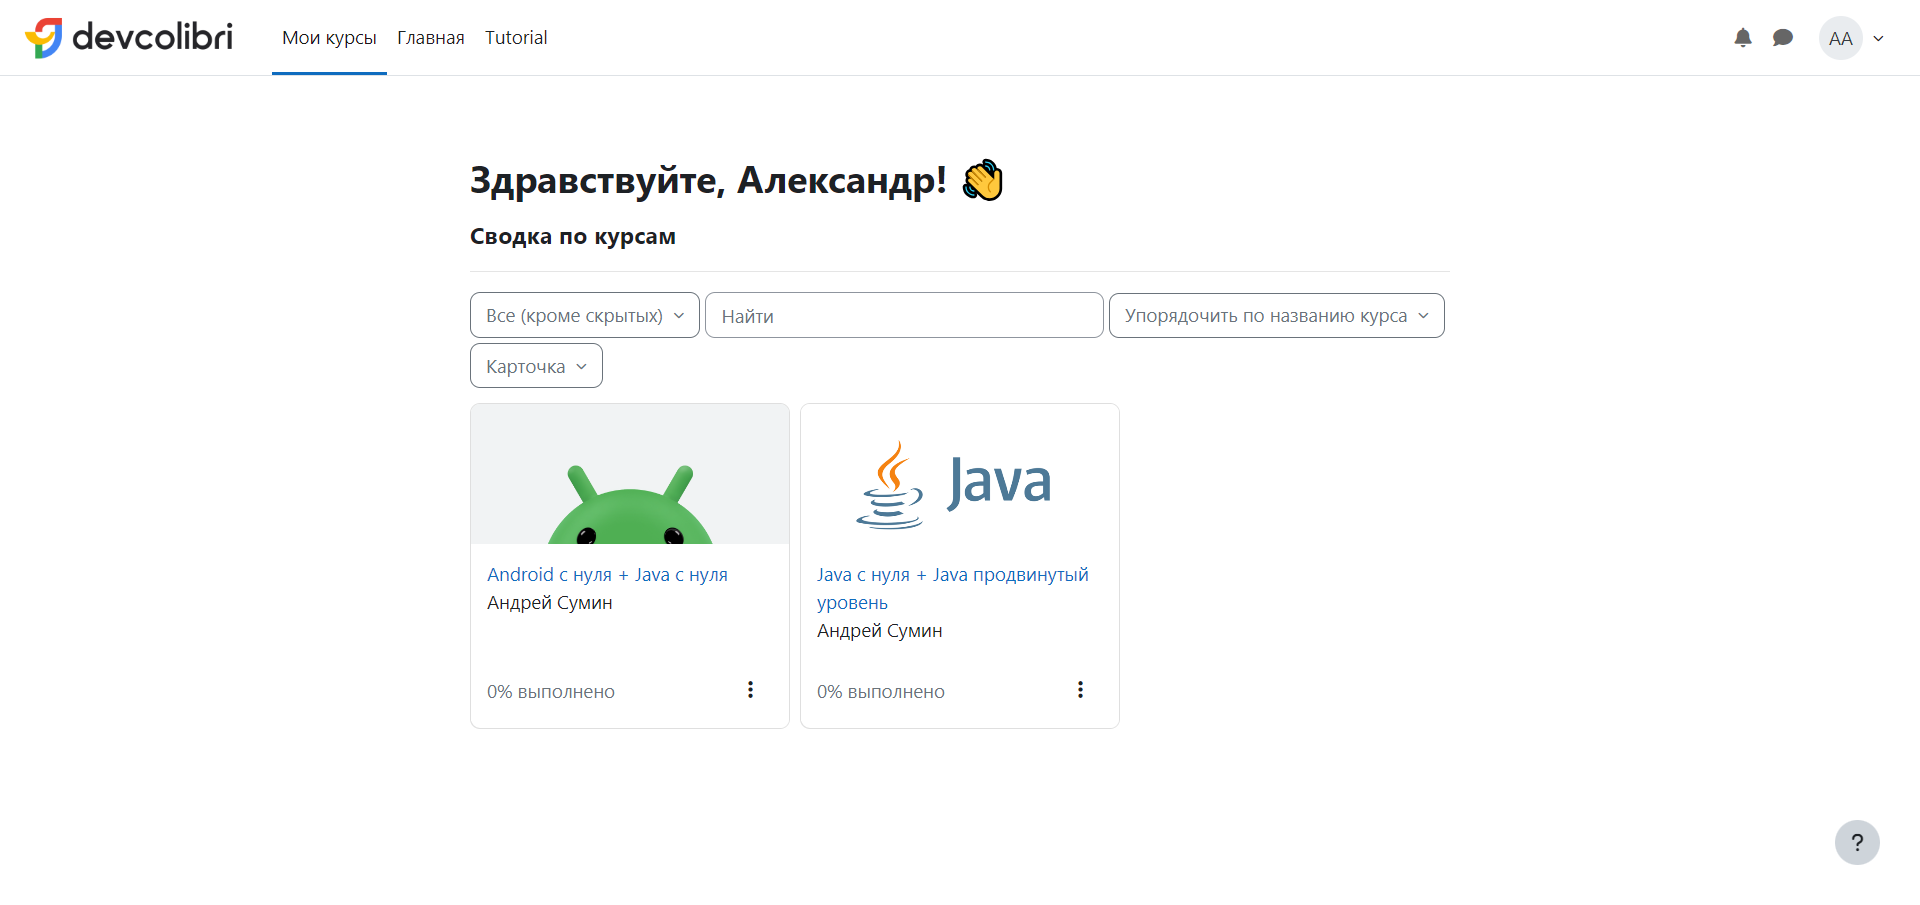 devcolibri
Мои курсы
Главная
Tutorial
AA
Здравствуйте, Александр!
Сводка по курсам
Все (кроме скрытых)
Найти
Упорядочить по названию курса
Карточка
Android с нуля + Java с нуля
Андрей Сумин
0% выполнено
Java
Java с нуля + Java продвинутый
уровень
Андрей Сумин
0% выполнено
?